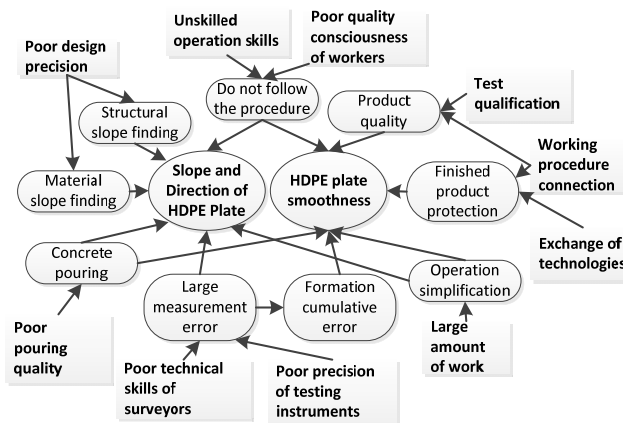 Unskilled
operation skills
Poor quality
consciousness
of workers
Poor design
precision
Do not follow
the procedure
Test
qualification
Structural
slope finding
Product
quality
Working
procedure
connection
Material
slope finding
Slope and
Direction of
HDPE Plate
HDPE plate
smoothness
Finished
product
protection
Exchange of
technologies
Concrete
pouring
Large
measurement
error
Formation
cumulative
error
Operation
simplification
Poor
pouring
quality
Large
amount
of work
Poor technical
skills of
surveyors
Poor precision
of testing
instruments